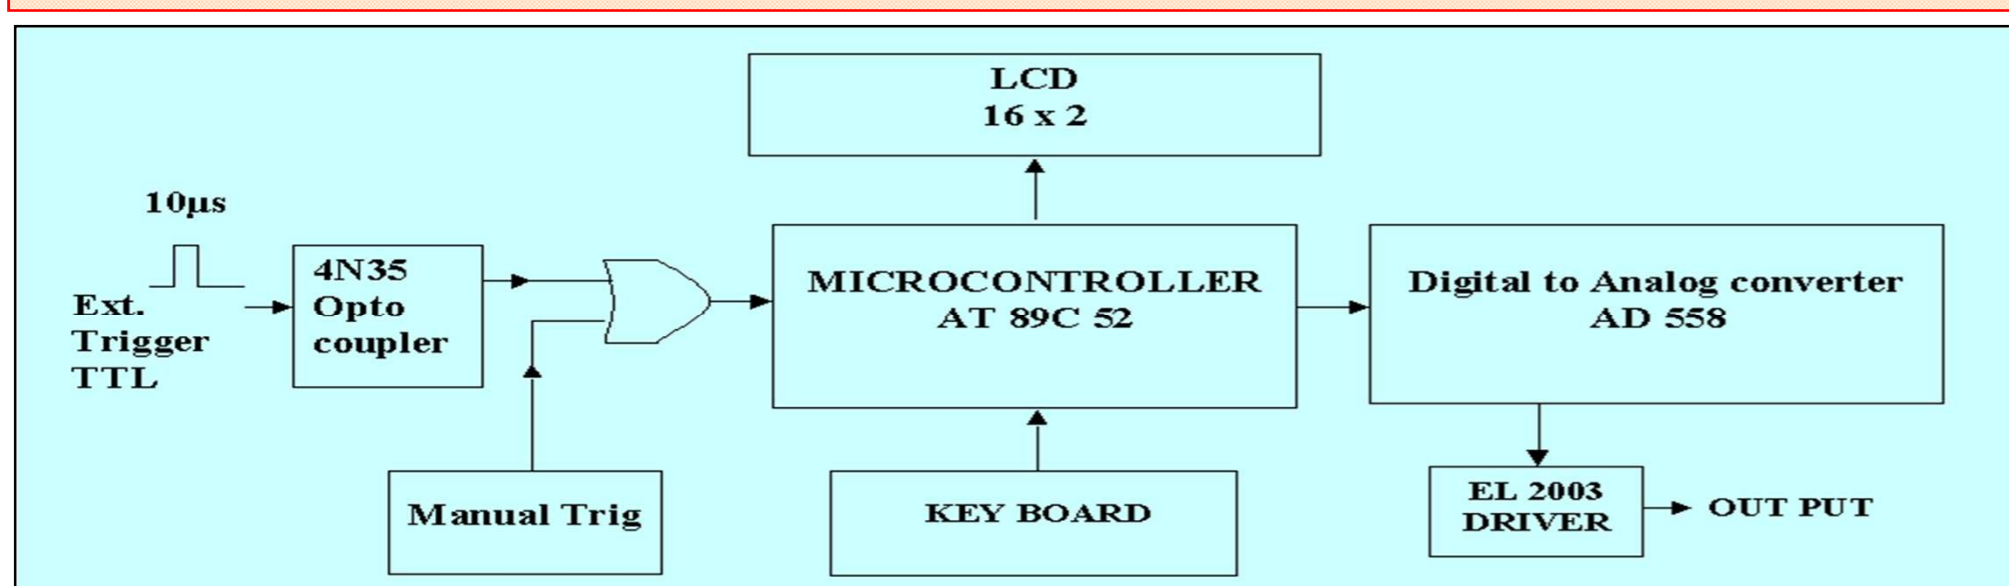 LCD
16 x 2
10µs
4N35
Opto
coupler
Ext.
Trigger
TTL
MICROCONTROLLER
AT 89C 52
Digital to Analog converter
AD 558
Manual Trig
KEY BOARD
EL 2003
DRIVER
OUT PUT